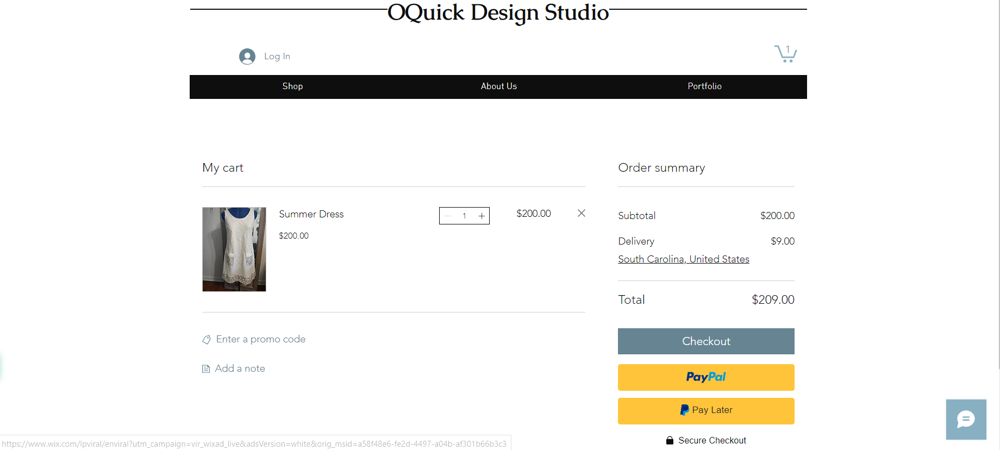 OQuick Design Studio
Log In
1
Shop
About Us
Portfolio
My cart
Summer Dress
$200.00
1
$200.00
Enter a promo code
Add a note
Order summary
Subtotal
$200.00
Delivery
$9.00
South Carolina, United States
Total
$209.00
Checkout
PayPal
Pay Later
Secure Checkout
https://www.wix.com/lpviral/enviral?utm_campaign=vir_wixad_live&adsVersion=white&orig_msid=a58f48e6-fe2d-4497-a04b-af301b66b3c3